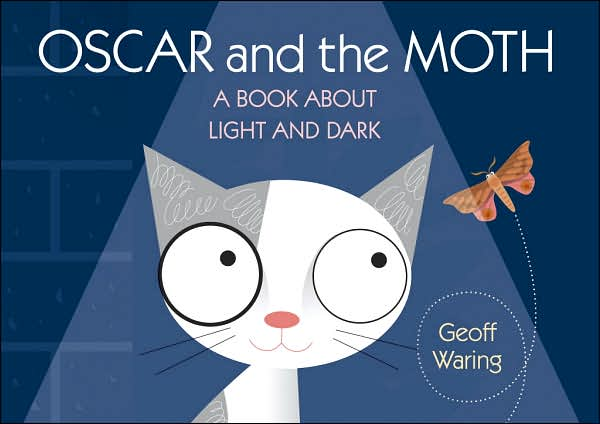 OSCAR and the MOTH
A BOOK ABOUT
LIGHT AND DARK
Geoff
Waring